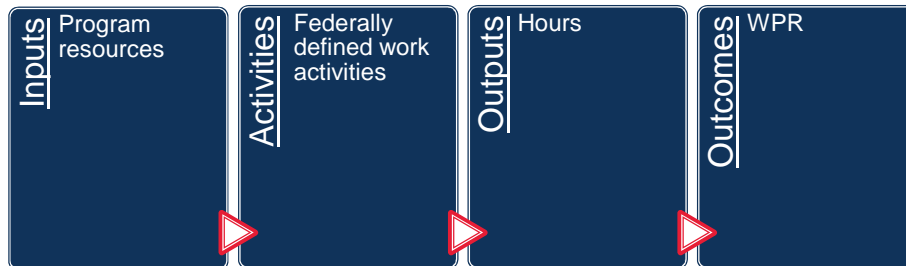 Inputs
Program
resources
Activities
Federally
defined work
activities
Outputs
Hours
Outcomes
WPR